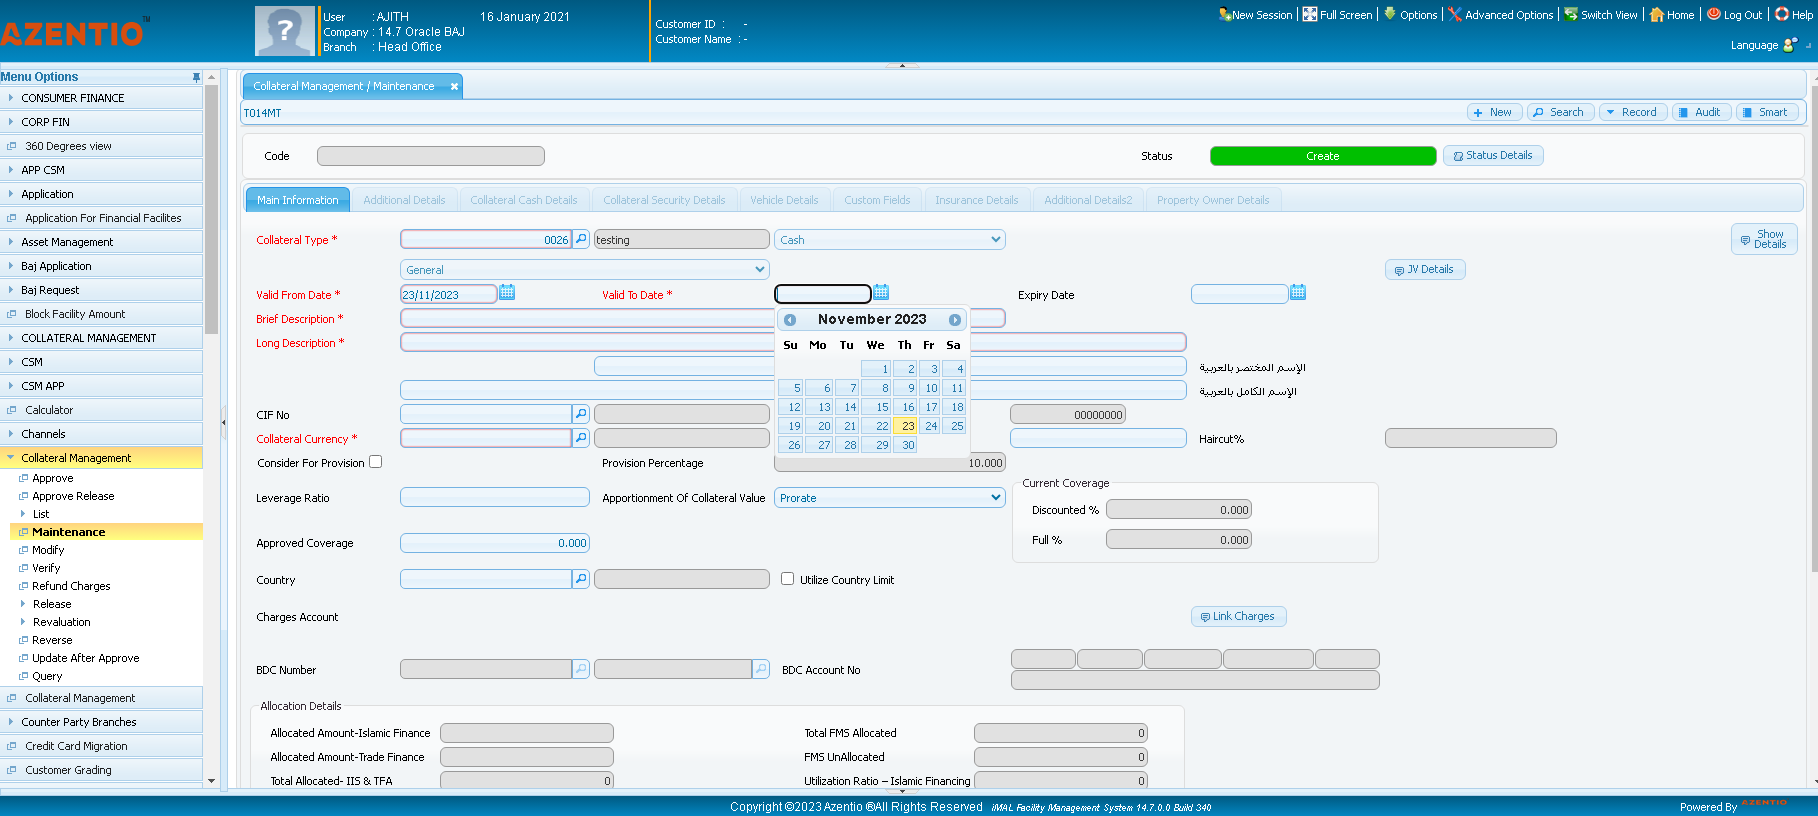 AZENTIO™
User : AJITH 16 January 2021
Company : 14.7 Oracle BAJ
Branch : Head Office
Customer ID : -
Customer Name : -
New Session Full Screen Options Advanced Options Switch View Home Log Out Help
Language
Menu Options
CONSUMER FINANCE
CORP FIN
360 Degrees view
APP CSM
Application
Application For Financial Facilites
Asset Management
Baj Application
Baj Request
Block Facility Amount
COLLATERAL MANAGEMENT
CSM
CSM APP
Calculator
Channels
Collateral Management
Approve
Approve Release
List
Maintenance
Modify
Verify
Refund Charges
Release
Revaluation
Reverse
Update After Approve
Query
Collateral Management
Counter Party Branches
Credit Card Migration
Customer Grading
Collateral Management / Maintenance
T014MT
New Search Record Audit Smart
Code
Status Create Status Details
Main Information Additional Details Collateral Cash Details Collateral Security Details Vehicle Details Custom Fields Insurance Details Additional Details2 Property Owner Details
Collateral Type * 0026 testing Cash
Show Details
General
JV Details
Valid From Date * 23/11/2023 Valid To Date * Expiry Date
Brief Description *
Long Description *
الإسم المختصر بالعربية
الإسم الكامل بالعربية
November 2023
Su Mo Tu We Th Fr Sa
1 2 3 4
5 6 7 8 9 10 11
12 13 14 15 16 17 18
19 20 21 22 23 24 25
26 27 28 29 30
CIF No 00000000
Collateral Currency * Haircut%
Consider For Provision Provision Percentage 10.000
Leverage Ratio Apportionment Of Collateral Value Prorate
Current Coverage
Discounted % 0.000
Full % 0.000
Approved Coverage 0.000
Country Utilize Country Limit
Charges Account Link Charges
BDC Number BDC Account No
Allocation Details
Allocated Amount-Islamic Finance Total FMS Allocated 0
Allocated Amount-Trade Finance FMS UnAllocated 0
Total Allocated- IIS & TFA 0 Utilization Ratio – Islamic Financing 0
Copyright ©2023 Azentio ®All Rights Reserved iMAL Facility Management System 14.7.0.0 Build 340
Powered By AZENTIO